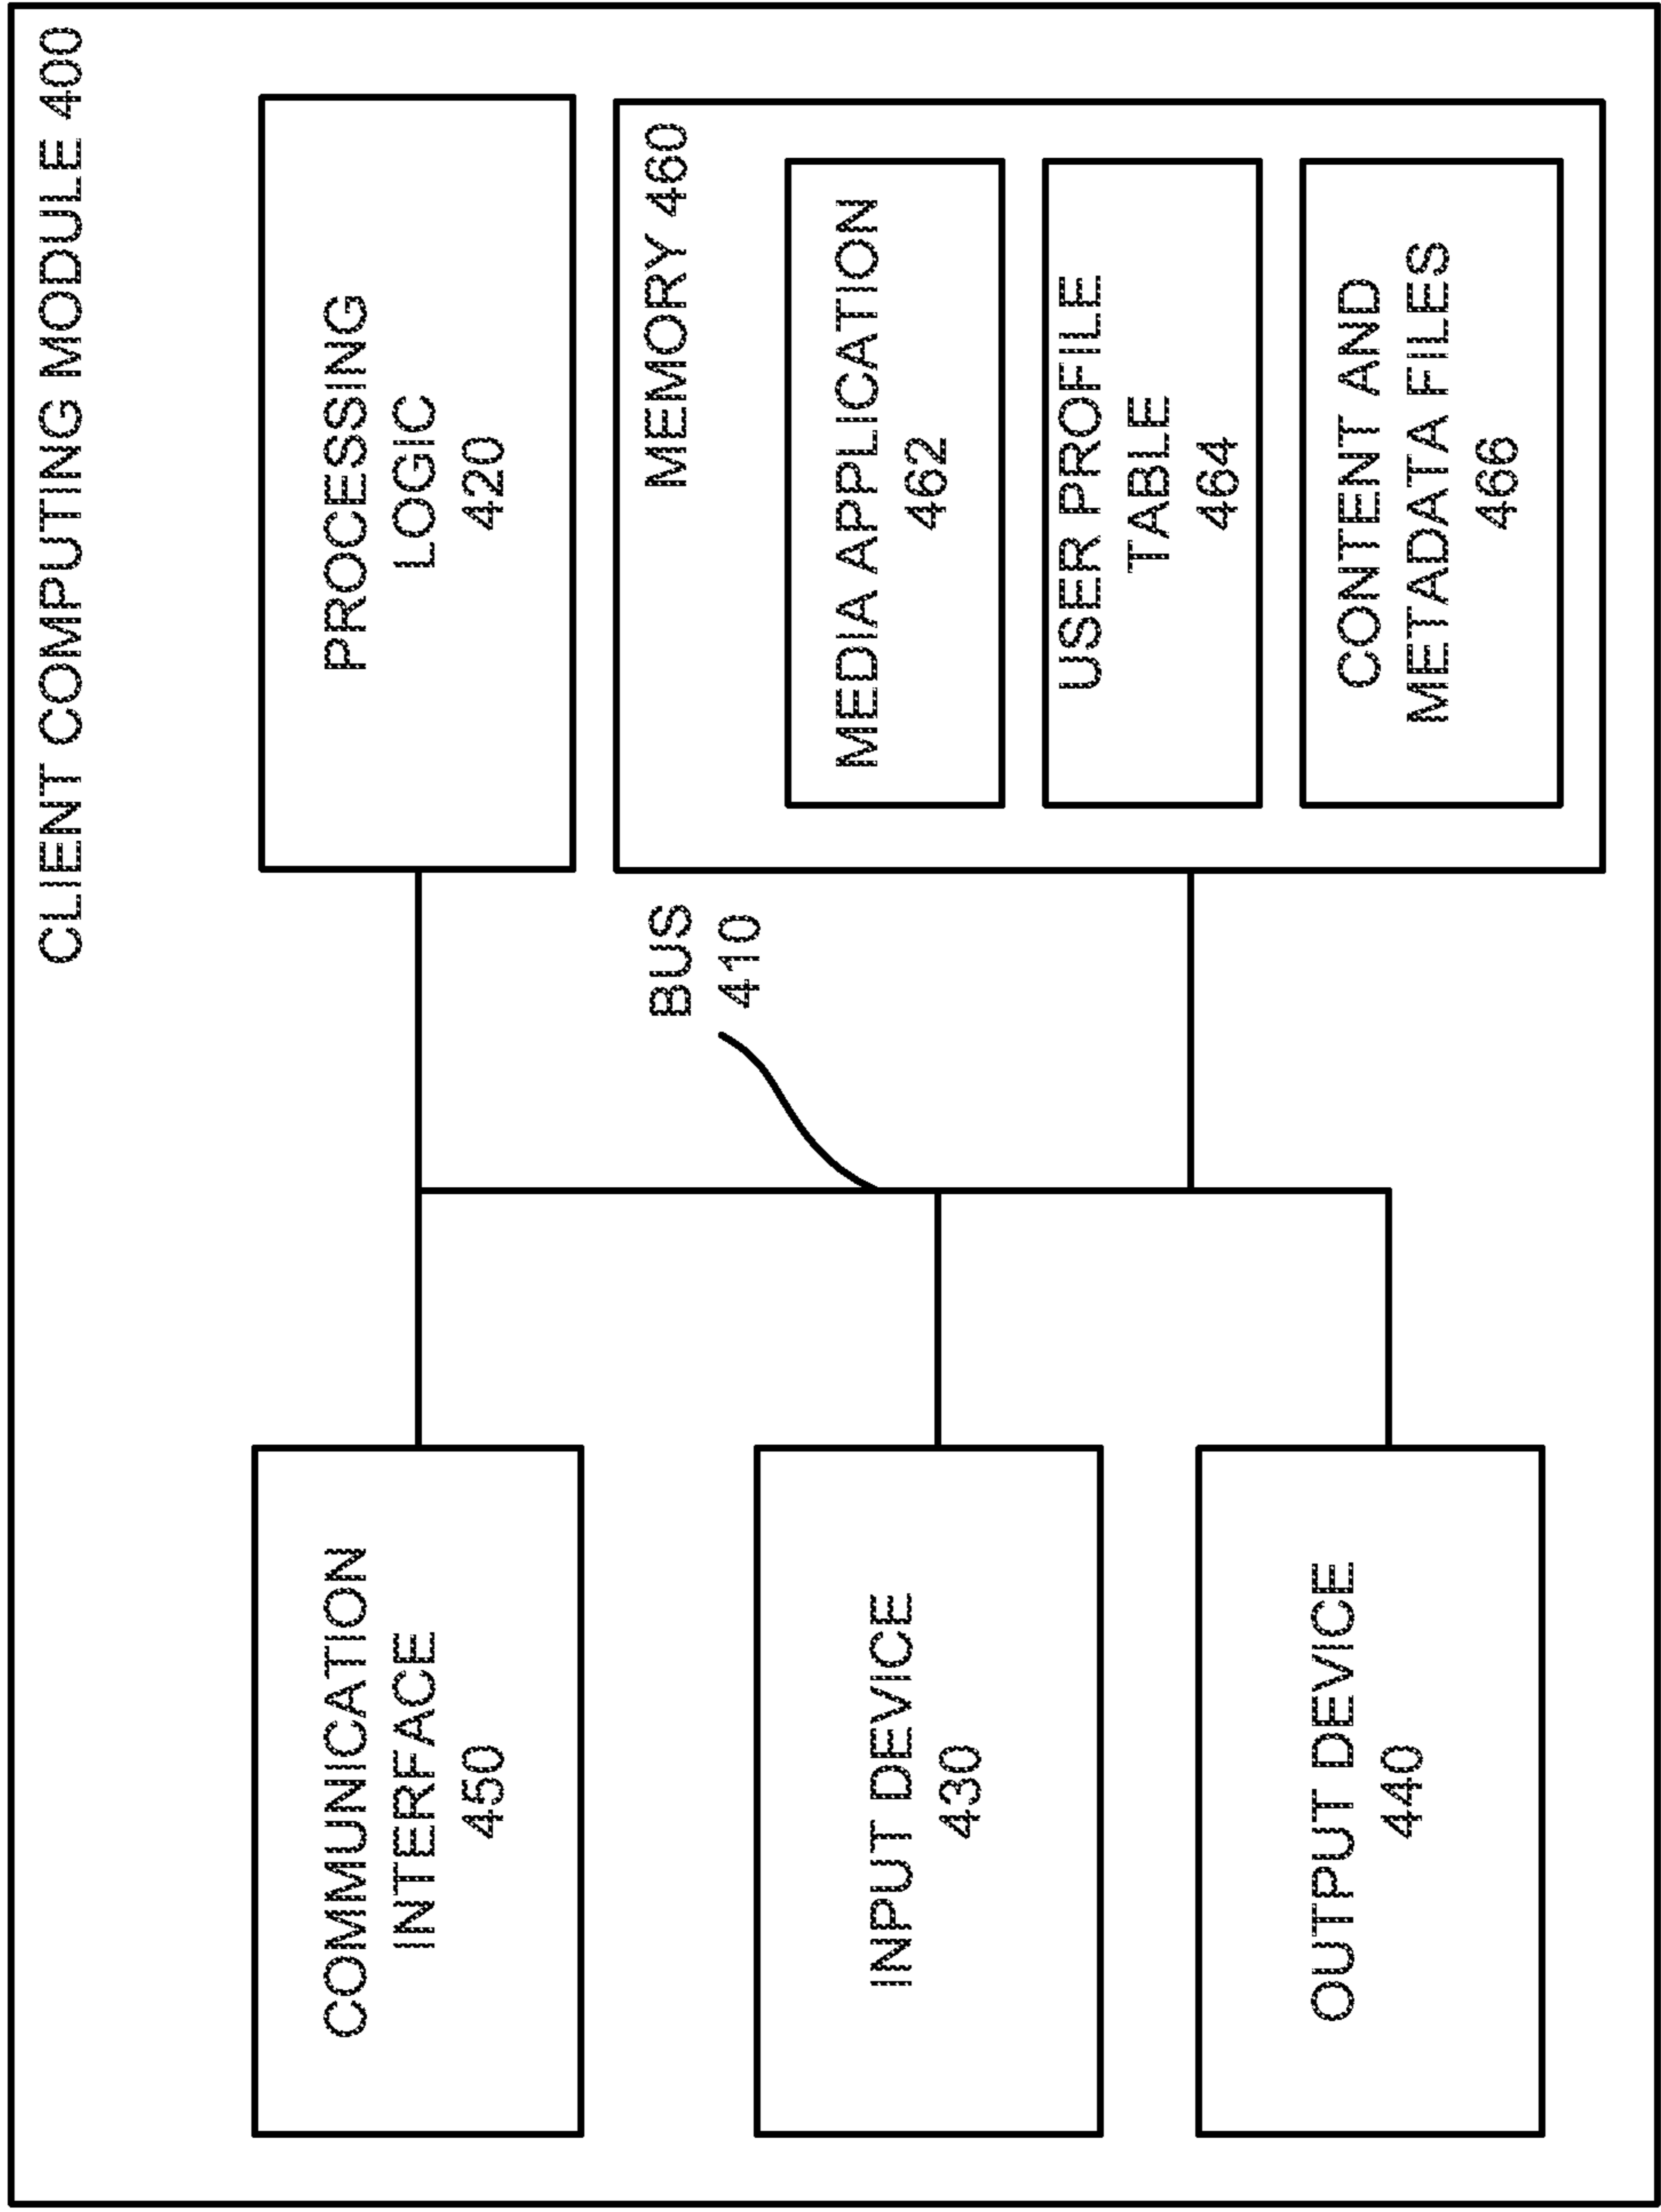 CLIENT COMPUTING MODULE 400
COMMUNICATION
INTERFACE
450
PROCESSING
LOGIC
420
BUS
410
MEMORY 460
MEDIA APPLICATION
462
USER PROFILE
TABLE
464
CONTENT AND
METADATA FILES
466
INPUT DEVICE
430
OUTPUT DEVICE
440